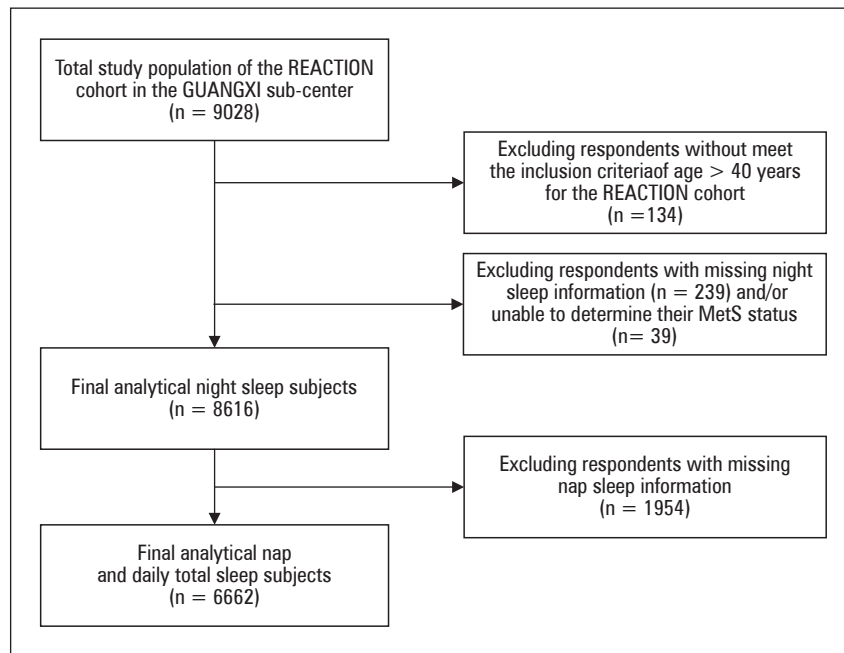 Total study population of the REACTION
cohort in the GUANGXI sub-center
(n = 9028)
Excluding respondents without meet
the inclusion criteriaof age > 40 years
for the REACTION cohort
(n =134)
Excluding respondents with missing night
sleep information (n = 239) and/or
unable to determine their MetS status
(n= 39)
Final analytical night sleep subjects
(n = 8616)
Excluding respondents with missing
nap sleep information
(n = 1954)
Final analytical nap
and daily total sleep subjects
(n = 6662)